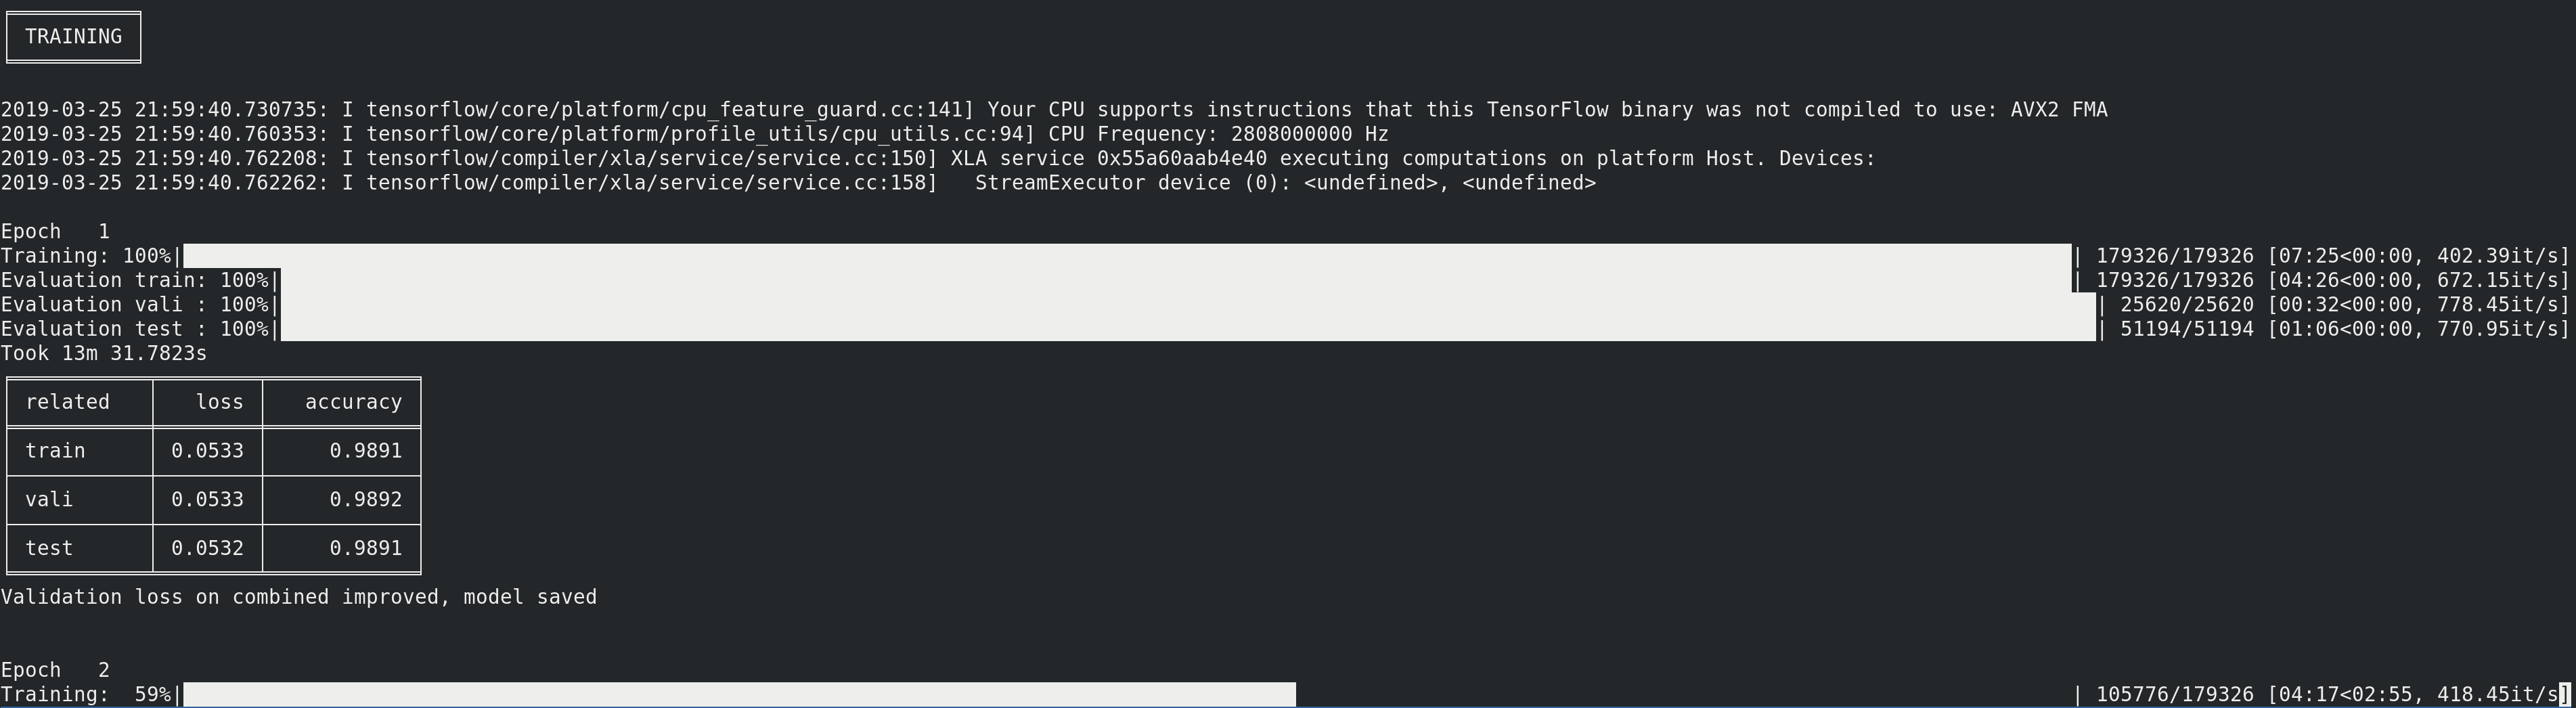 TRAINING
2019-03-25 21:59:40.730735: I tensorflow/core/platform/cpu_feature_guard.cc:141] Your CPU supports instructions that this TensorFlow binary was not compiled to use: AVX2 FMA
2019-03-25 21:59:40.760353: I tensorflow/core/platform/profile_utils/cpu_utils.cc:94] CPU Frequency: 2808000000 Hz
2019-03-25 21:59:40.762208: I tensorflow/compiler/xla/service/service.cc:150] XLA service 0x55a60aab4e40 executing computations on platform Host. Devices:
2019-03-25 21:59:40.762262: I tensorflow/compiler/xla/service/service.cc:158]   StreamExecutor device (0): <undefined>, <undefined>
Epoch   1
Training: 100%| | 179326/179326 [07:25<00:00, 402.39it/s]
Evaluation train: 100%| | 179326/179326 [04:26<00:00, 672.15it/s]
Evaluation vali : 100%| | 25620/25620 [00:32<00:00, 778.45it/s]
Evaluation test : 100%| | 51194/51194 [01:06<00:00, 770.95it/s]
Took 13m 31.7823s
related loss accuracy
train 0.0533 0.9891
vali 0.0533 0.9892
test 0.0532 0.9891
Validation loss on combined improved, model saved
Epoch   2
Training:  59%| | 105776/179326 [04:17<02:55, 418.45it/s]